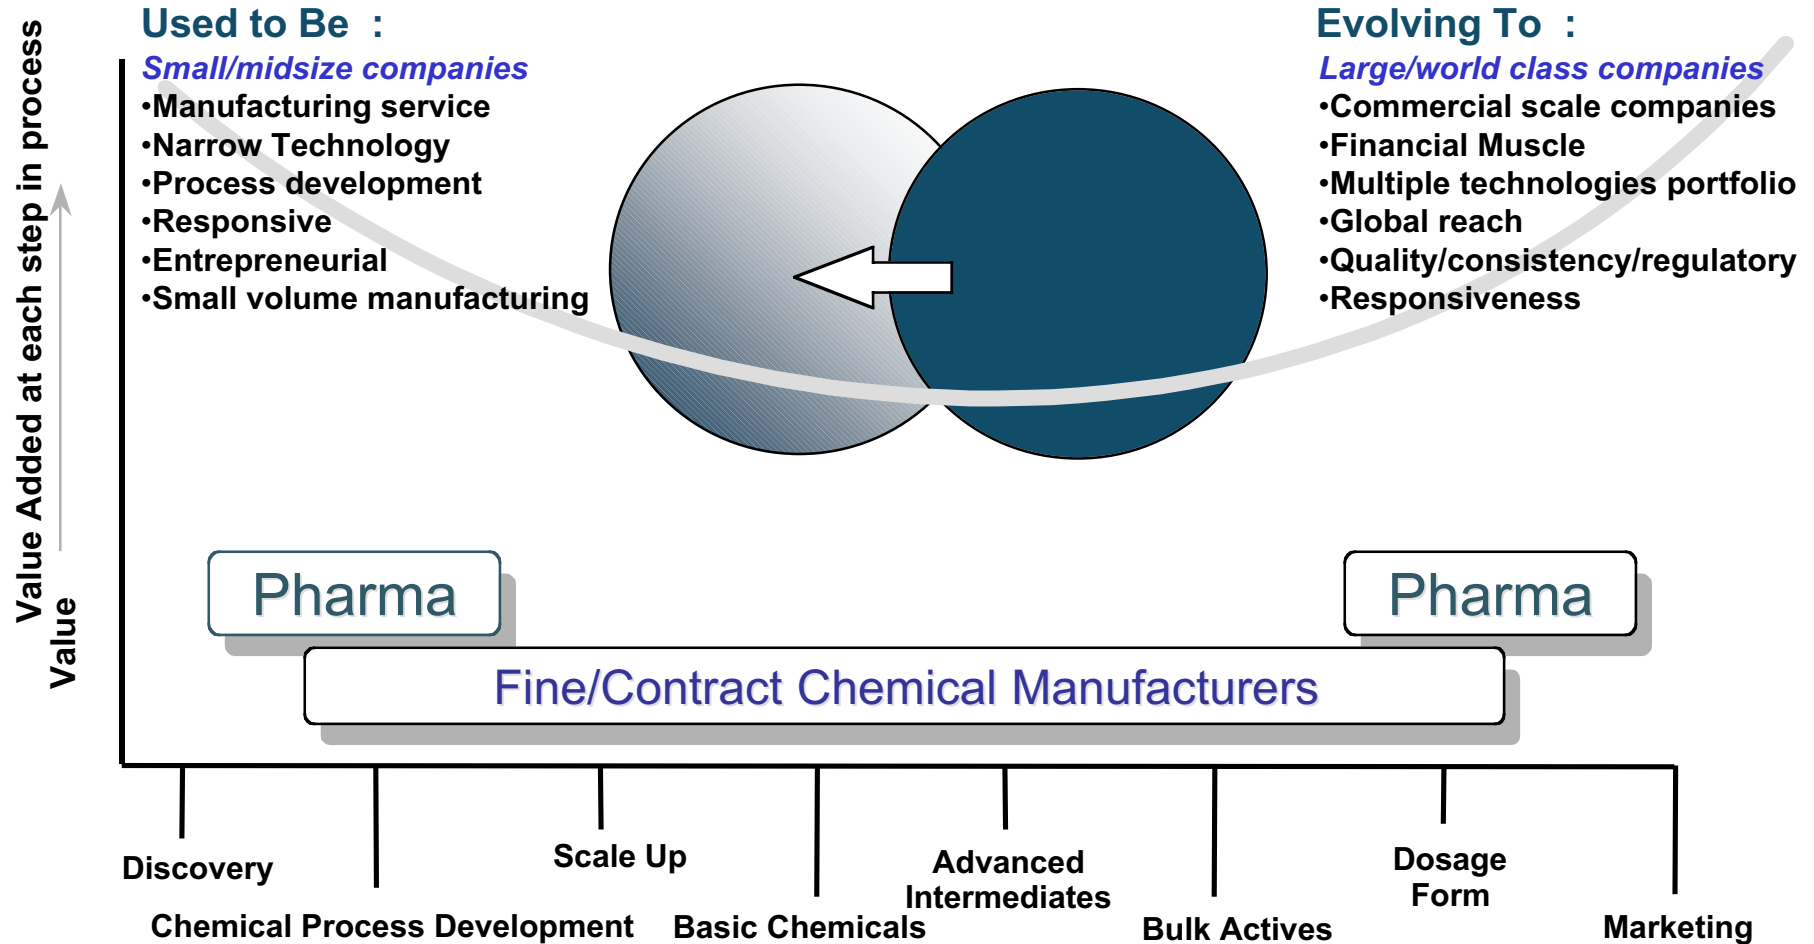 Used to Be :
Small/midsize companies
•Manufacturing service
•Narrow Technology
•Process development
•Responsive
•Entrepreneurial
•Small volume manufacturing
Evolving To :
Large/world class companies
•Commercial scale companies
•Financial Muscle
•Multiple technologies portfolio
•Global reach
•Quality/consistency/regulatory
•Responsiveness
Value Added at each step in process
Value
Pharma
Pharma
Fine/Contract Chemical Manufacturers
Discovery
Chemical Process Development
Scale Up
Basic Chemicals
Advanced
Intermediates
Bulk Actives
Dosage
Form
Marketing